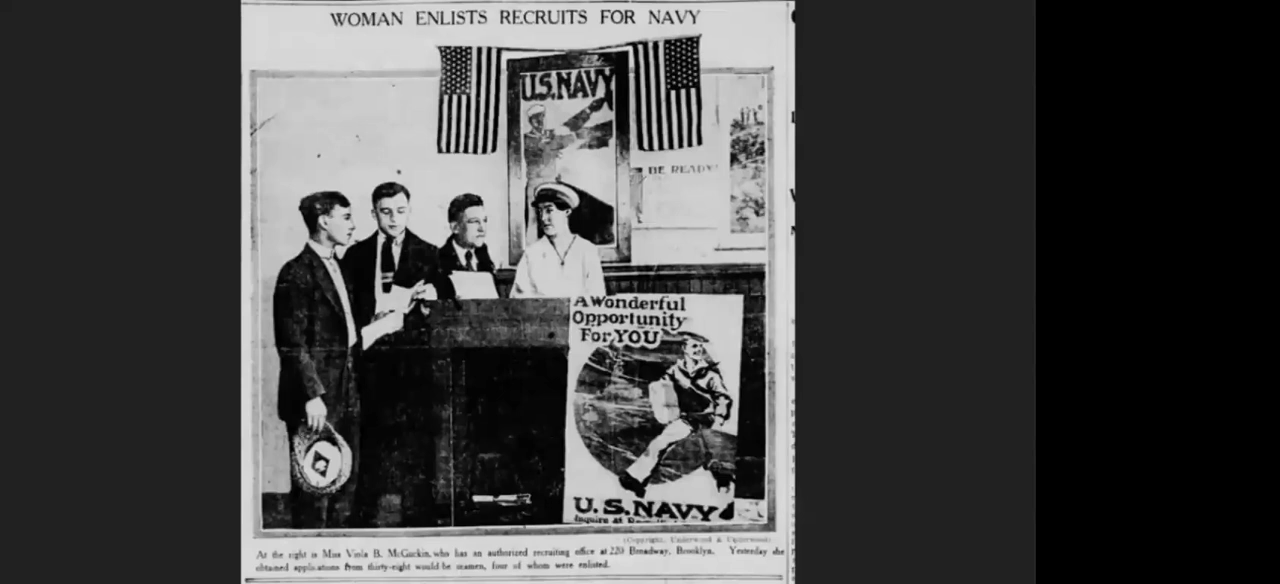 WOMAN ENLISTS RECRUITS FOR NAVY
U.S.NAVY
BE READY!
A Wonderful
Opportunity
For YOU
U.S.NAVY
Inquire at
(Copyright, Underwood & Underwood)
At the right is Miss Viola B. McGuckin, who has an authorized recruiting office at 220 Broadway, Brooklyn. Yesterday she
obtained applications from thirty-eight would-be seamen, four of whom were enlisted.